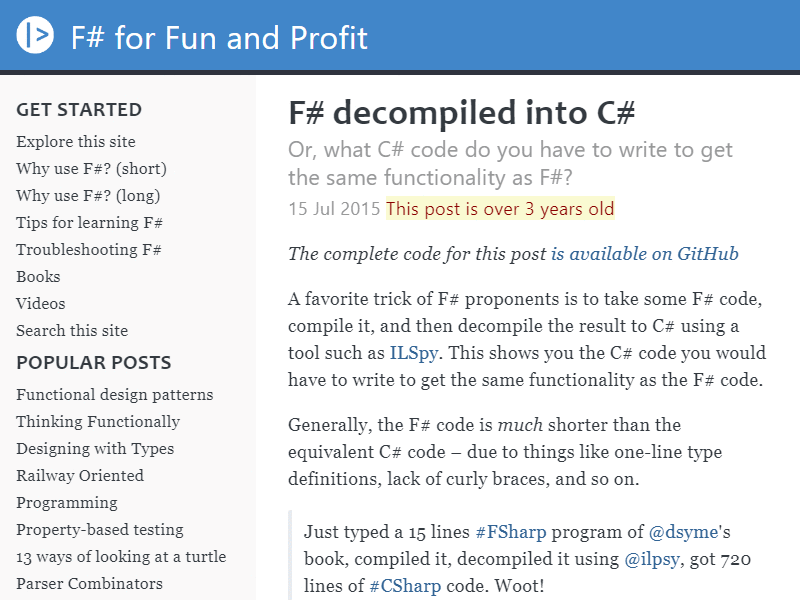 F# for Fun and Profit
GET STARTED
Explore this site
Why use F#? (short)
Why use F#? (long)
Tips for learning F#
Troubleshooting F#
Books
Videos
Search this site
POPULAR POSTS
Functional design patterns
Thinking Functionally
Designing with Types
Railway Oriented
Programming
Property-based testing
13 ways of looking at a turtle
Parser Combinators
F# decompiled into C#
Or, what C# code do you have to write to get
the same functionality as F#?
15 Jul 2015 This post is over 3 years old
The complete code for this post is available on GitHub
A favorite trick of F# proponents is to take some F# code,
compile it, and then decompile the result to C# using a
tool such as ILSpy. This shows you the C# code you would
have to write to get the same functionality as the F# code.
Generally, the F# code is much shorter than the
equivalent C# code – due to things like one-line type
definitions, lack of curly braces, and so on.
Just typed a 15 lines #FSharp program of @dsyme's
book, compiled it, decompiled it using @ilpsy, got 720
lines of #CSharp code. Woot!